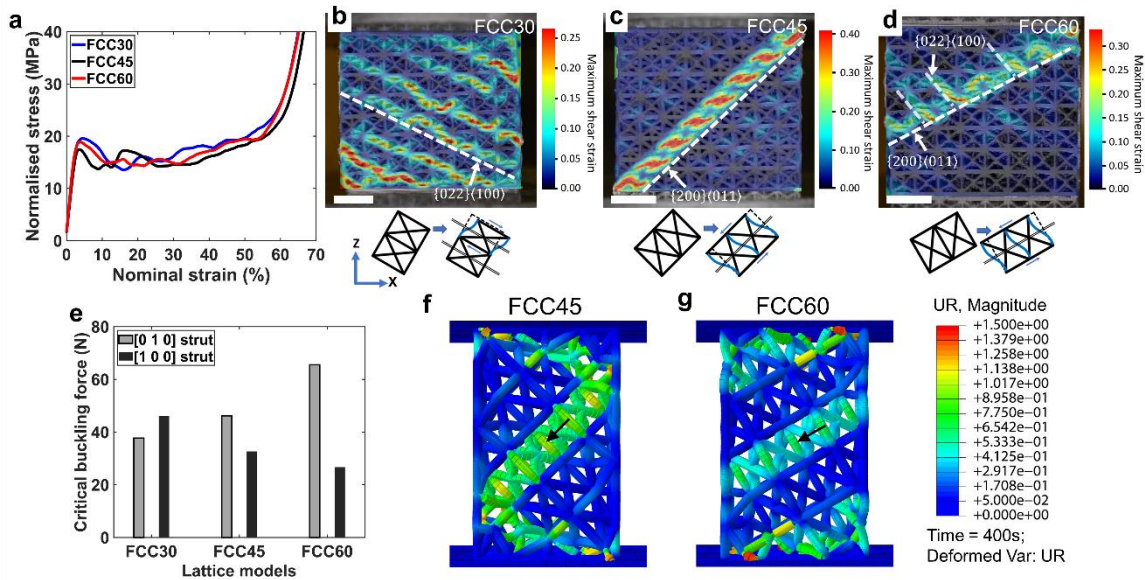 a
Normalised stress (MPa)
40
30
20
10
0
FCC30
FCC45
FCC60
0 10 20 30 40 50 60 70
Nominal strain (%)
b
FCC30
{022}⟨100⟩
0.25
0.20
0.15
0.10
0.05
0.00
Maximum shear strain
Z
X
c
FCC45
{200}⟨011⟩
0.40
0.30
0.20
0.10
0.00
Maximum shear strain
d
FCC60
{022}⟨100⟩
{200}⟨011⟩
0.30
0.25
0.20
0.15
0.10
0.05
0.00
Maximum shear strain
e
Critical buckling force (N)
80
60
40
20
0
[0 1 0] strut
[1 0 0] strut
FCC30 FCC45 FCC60
Lattice models
f
FCC45
g
FCC60
UR, Magnitude
+1.500e+00
+1.379e+00
+1.258e+00
+1.138e+00
+1.017e+00
+8.958e-01
+7.750e-01
+6.542e-01
+5.333e-01
+4.125e-01
+2.917e-01
+1.708e-01
+5.000e-02
+0.000e+00
Time = 400s;
Deformed Var: UR